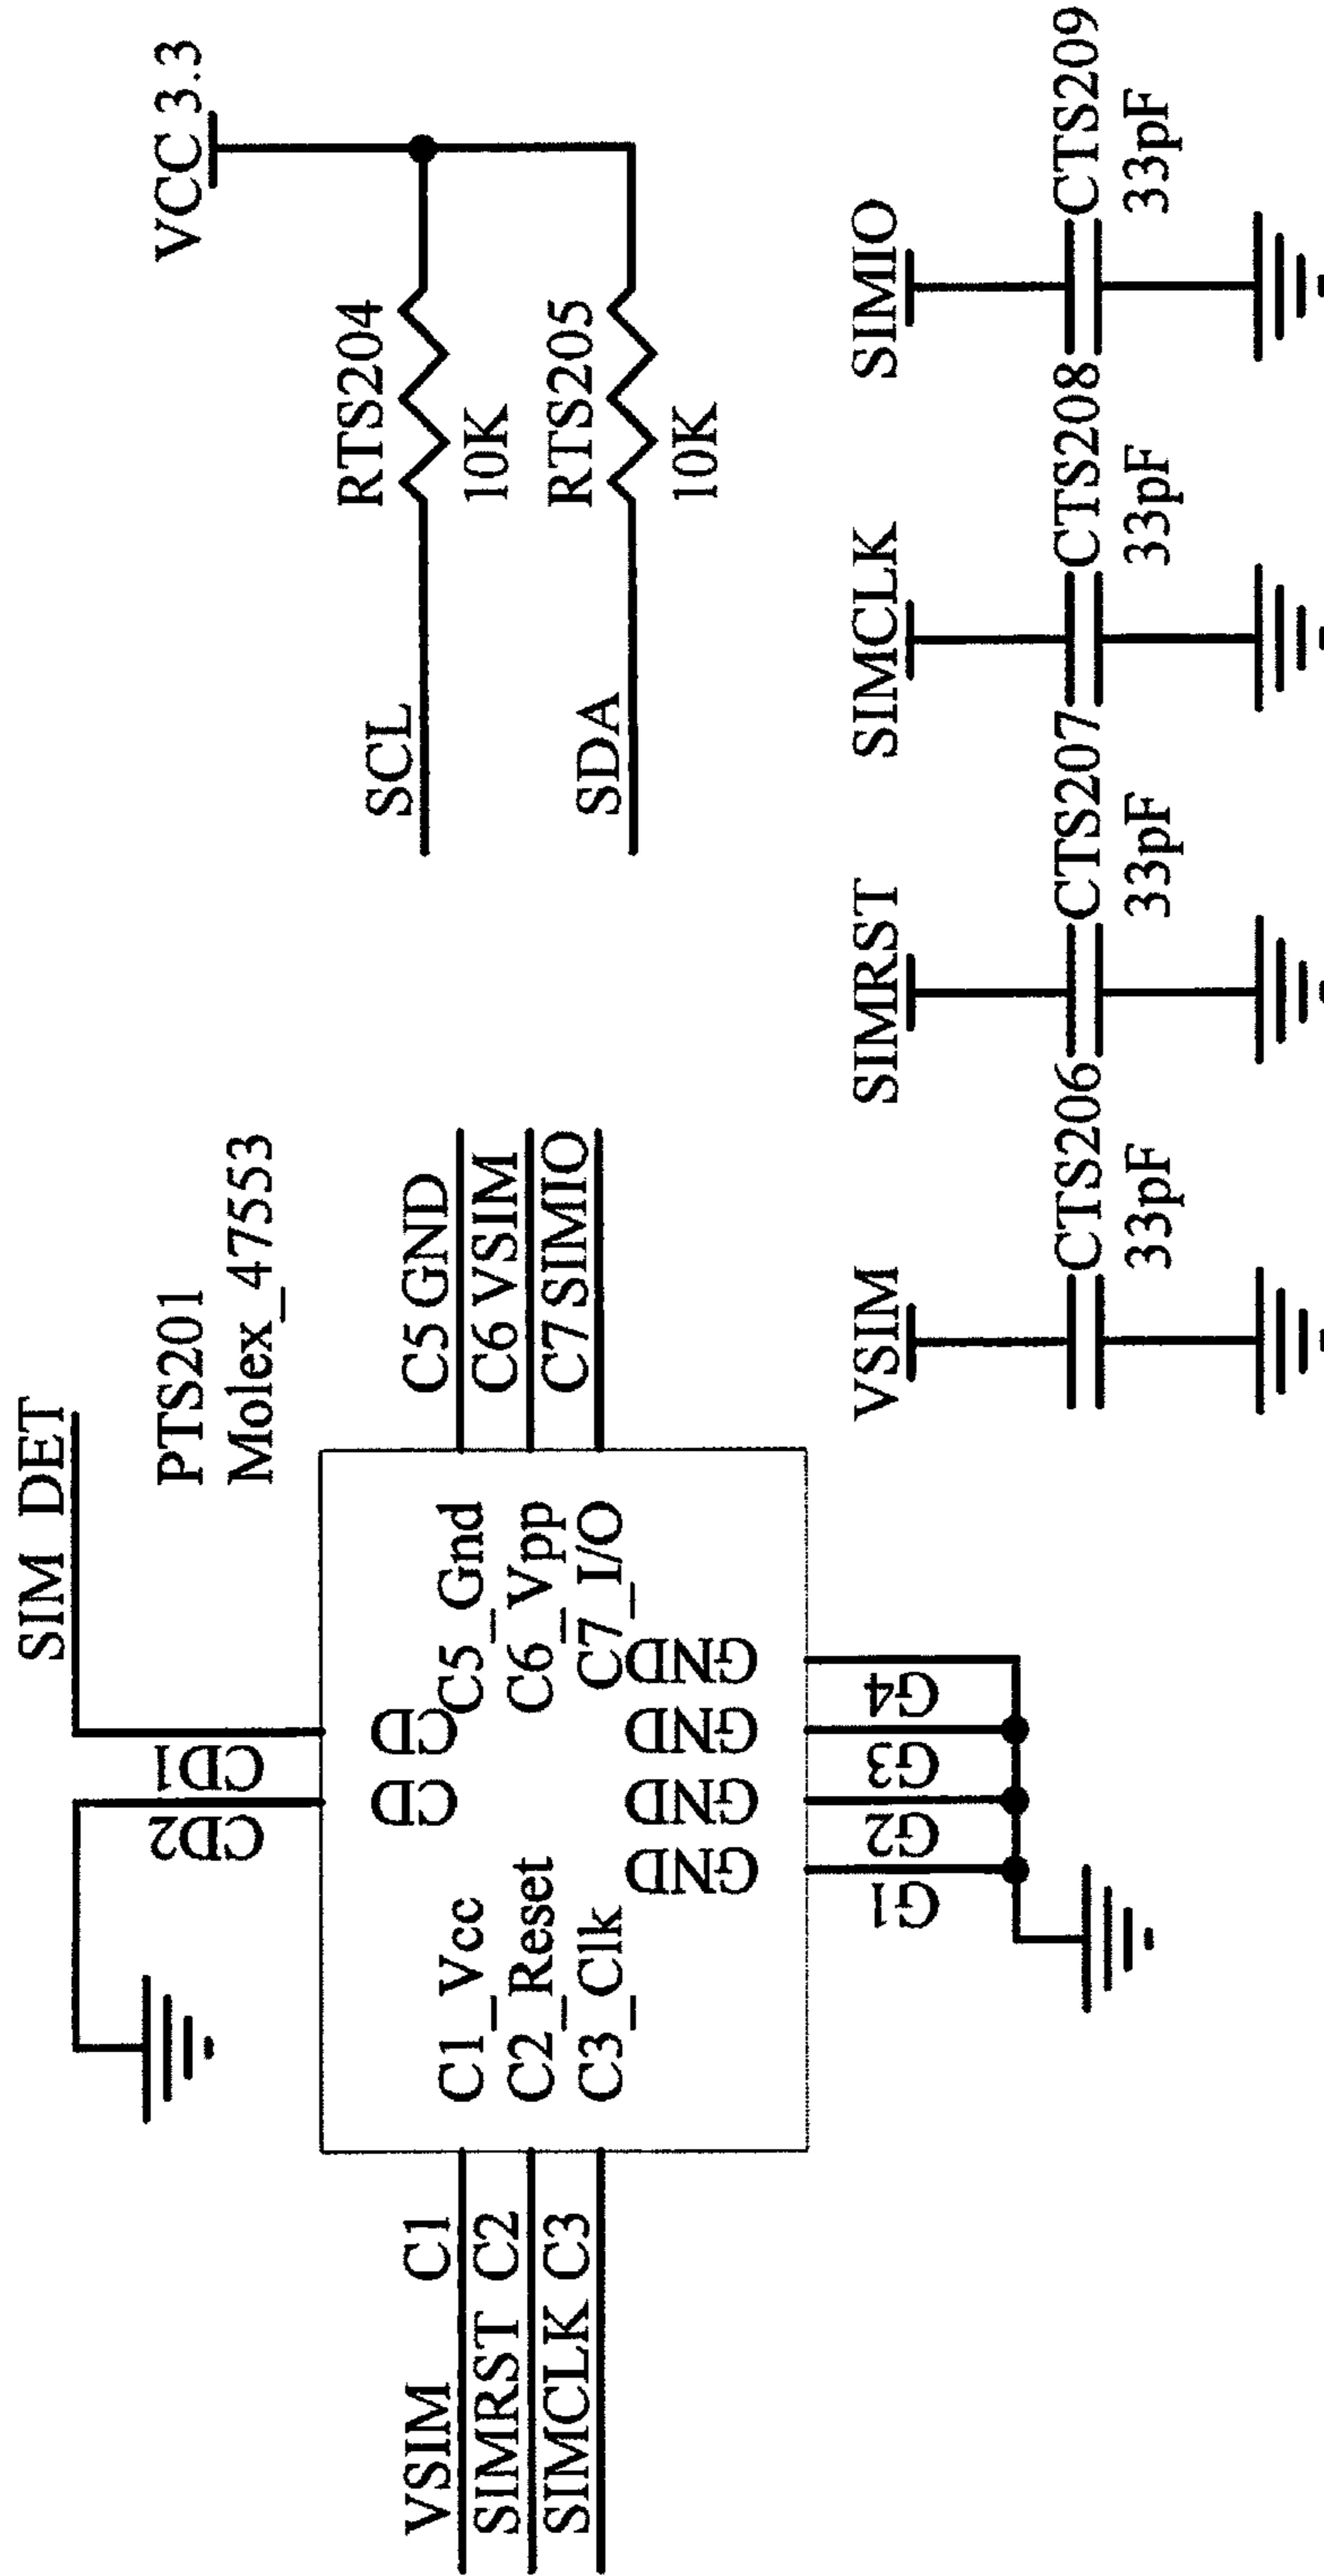 SIM_DET
PTS201
Molex_47553
CD2
CD1
CD
CD
VSIM C1
SIMRST C2
SIMCLK C3
C1_Vcc
C2_Reset
C3_Clk
C5_Gnd
C6_Vpp
C7_I/O
C5 GND
C6 VSIM
C7 SIMIO
GND
GND
GND
GND
G1
G2
G3
G4
VCC 3.3
RTS204
SCL
10K
RTS205
SDA
10K
VSIM
SIMRST
SIMCLK
SIMIO
CTS206
CTS207
CTS208
CTS209
33pF
33pF
33pF
33pF